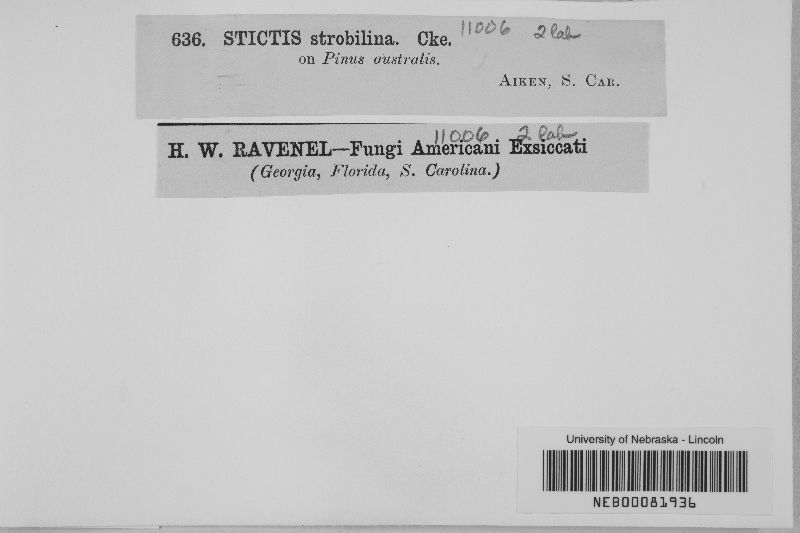 636. STICTIS strobilina. Cke. 11006 2 lab
on Pinus australis.
AIKEN, S. CAR.
11006 2 lab
H. W. RAVENEL—Fungi Americani Exsiccati
(Georgia, Florida, S. Carolina.)
University of Nebraska - Lincoln
NEB00081936